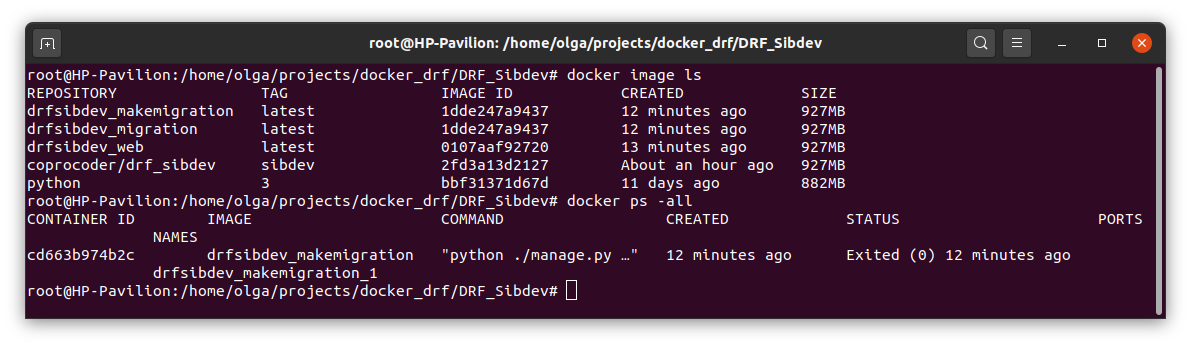 root@HP-Pavilion: /home/olga/projects/docker_drf/DRF_Sibdev
root@HP-Pavilion:/home/olga/projects/docker_drf/DRF_Sibdev# docker image ls
REPOSITORY TAG IMAGE ID CREATED SIZE
drfsibdev_makemigration latest 1dde247a9437 12 minutes ago 927MB
drfsibdev_migration latest 1dde247a9437 12 minutes ago 927MB
drfsibdev_web latest 0107aaf92720 13 minutes ago 927MB
coprocoder/drf_sibdev sibdev 2fd3a13d2127 About an hour ago 927MB
python 3 bbf31371d67d 11 days ago 882MB
root@HP-Pavilion:/home/olga/projects/docker_drf/DRF_Sibdev# docker ps -all
CONTAINER ID IMAGE COMMAND CREATED STATUS PORTS
NAMES
cd663b974b2c drfsibdev_makemigration "python ./manage.py …" 12 minutes ago Exited (0) 12 minutes ago
drfsibdev_makemigration_1
root@HP-Pavilion:/home/olga/projects/docker_drf/DRF_Sibdev#